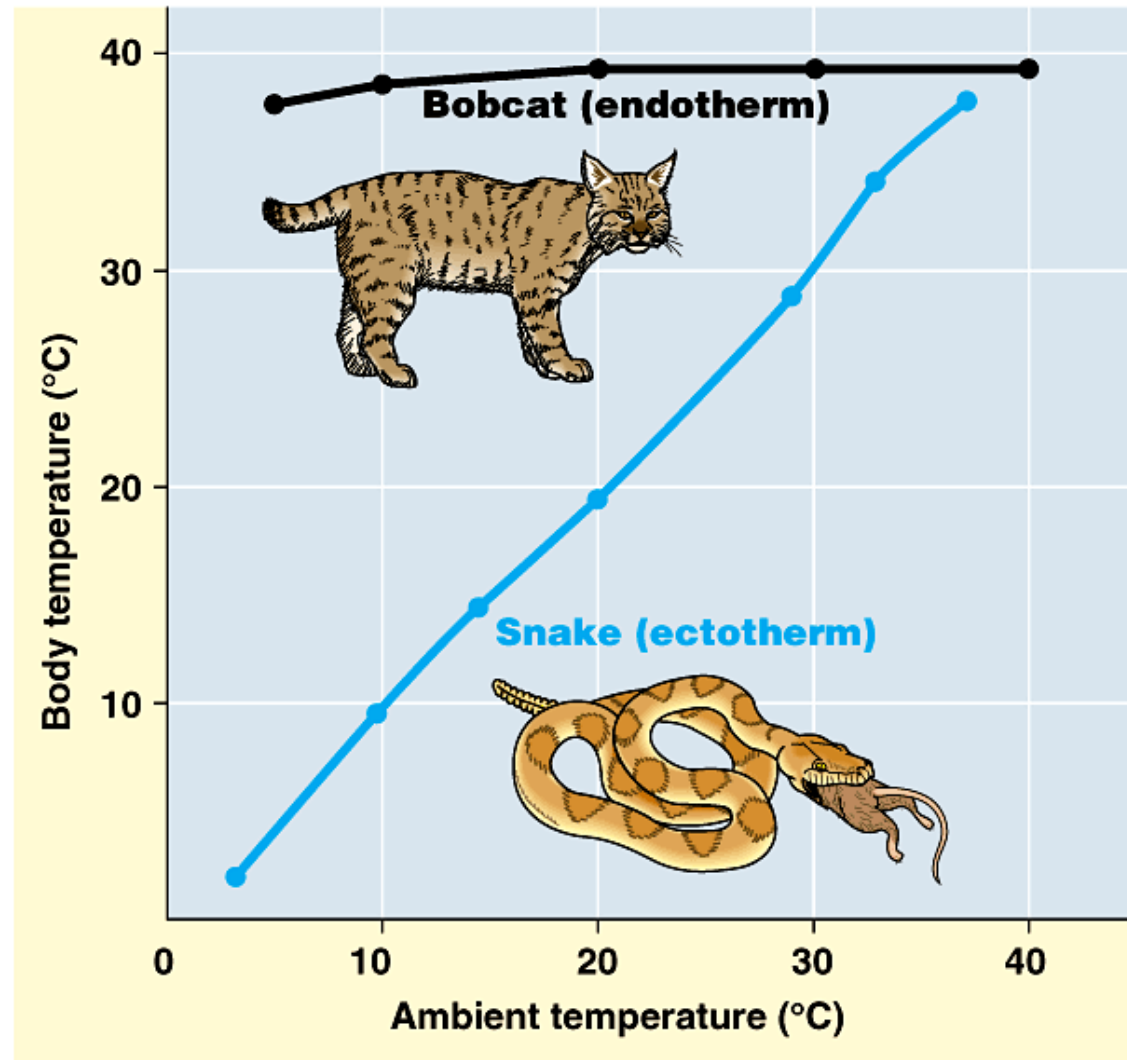 40
Bobcat (endotherm)
30
Body temperature (°C)
20
Snake (ectotherm)
10
0 10 20 30 40
Ambient temperature (°C)